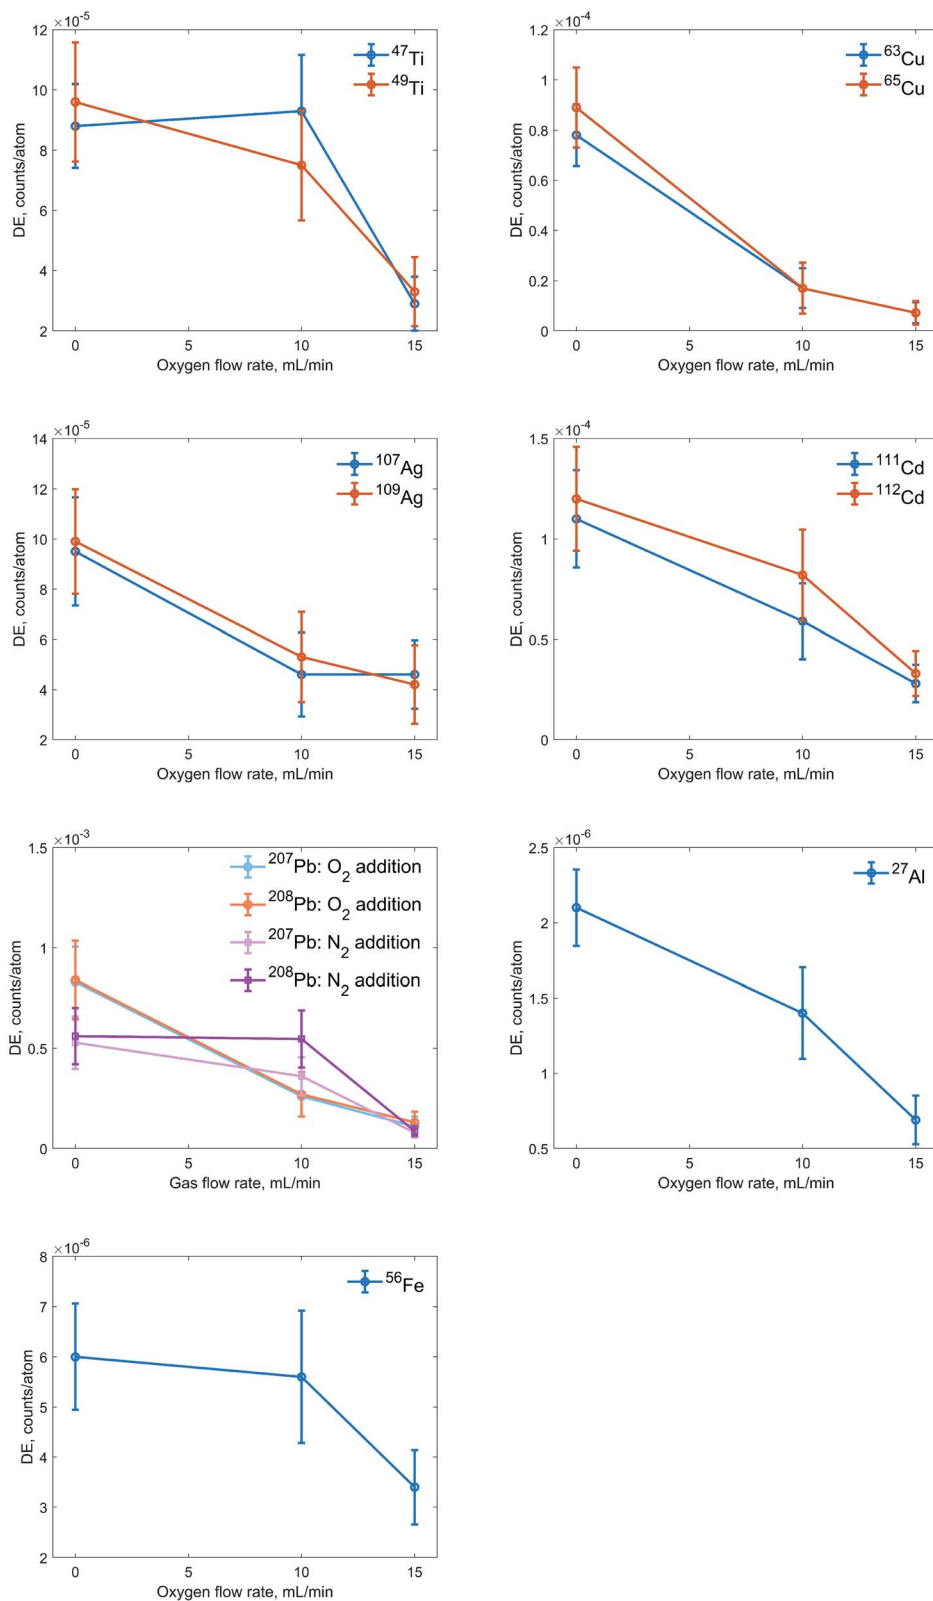 ×10⁻⁵
12
10
8
6
4
2
DE, counts/atom
⁴⁷Ti
⁴⁹Ti
0 5 10 15
Oxygen flow rate, mL/min
×10⁻⁴
1.2
1
0.8
0.6
0.4
0.2
0
DE, counts/atom
⁶³Cu
⁶⁵Cu
0 5 10 15
Oxygen flow rate, mL/min
×10⁻⁵
14
12
10
8
6
4
2
DE, counts/atom
¹⁰⁷Ag
¹⁰⁹Ag
0 5 10 15
Oxygen flow rate, mL/min
×10⁻⁴
1.5
1
0.5
0
DE, counts/atom
¹¹¹Cd
¹¹²Cd
0 5 10 15
Oxygen flow rate, mL/min
×10⁻³
1.5
1
0.5
0
DE, counts/atom
²⁰⁷Pb: O₂ addition
²⁰⁸Pb: O₂ addition
²⁰⁷Pb: N₂ addition
²⁰⁸Pb: N₂ addition
0 5 10 15
Gas flow rate, mL/min
×10⁻⁶
2.5
2
1.5
1
0.5
DE, counts/atom
²⁷Al
0 5 10 15
Oxygen flow rate, mL/min
×10⁻⁶
8
7
6
5
4
3
2
DE, counts/atom
⁵⁶Fe
0 5 10 15
Oxygen flow rate, mL/min